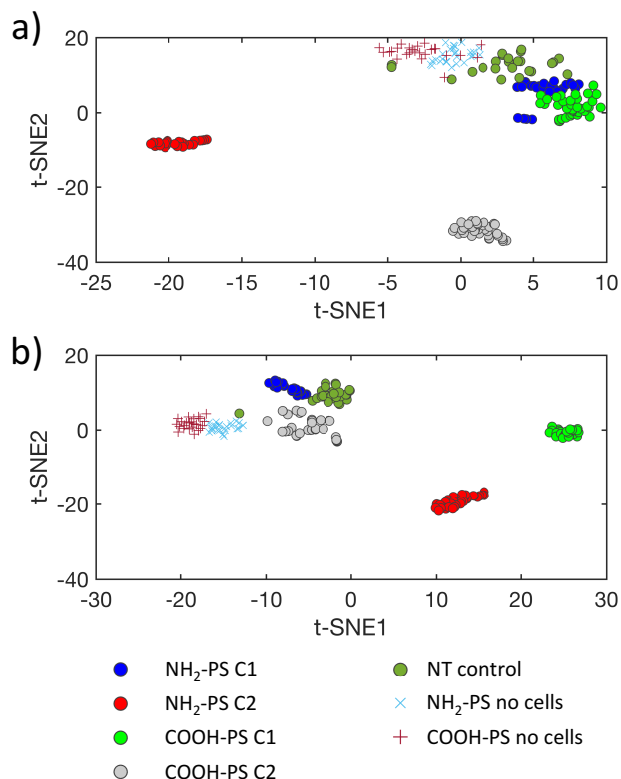 a)
20
0
-20
-40
t-SNE2
-25 -20 -15 -10 -5 0 5 10
t-SNE1
b)
20
0
-20
-40
t-SNE2
-30 -20 -10 0 10 20 30
t-SNE1
NH₂-PS C1
NH₂-PS C2
COOH-PS C1
COOH-PS C2
NT control
NH₂-PS no cells
COOH-PS no cells